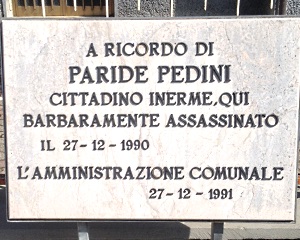 A RICORDO DI
PARIDE PEDINI
CITTADINO INERME, QUI
BARBARAMENTE ASSASSINATO
IL 27-12-1990
L'AMMINISTRAZIONE COMUNALE
27-12-1991